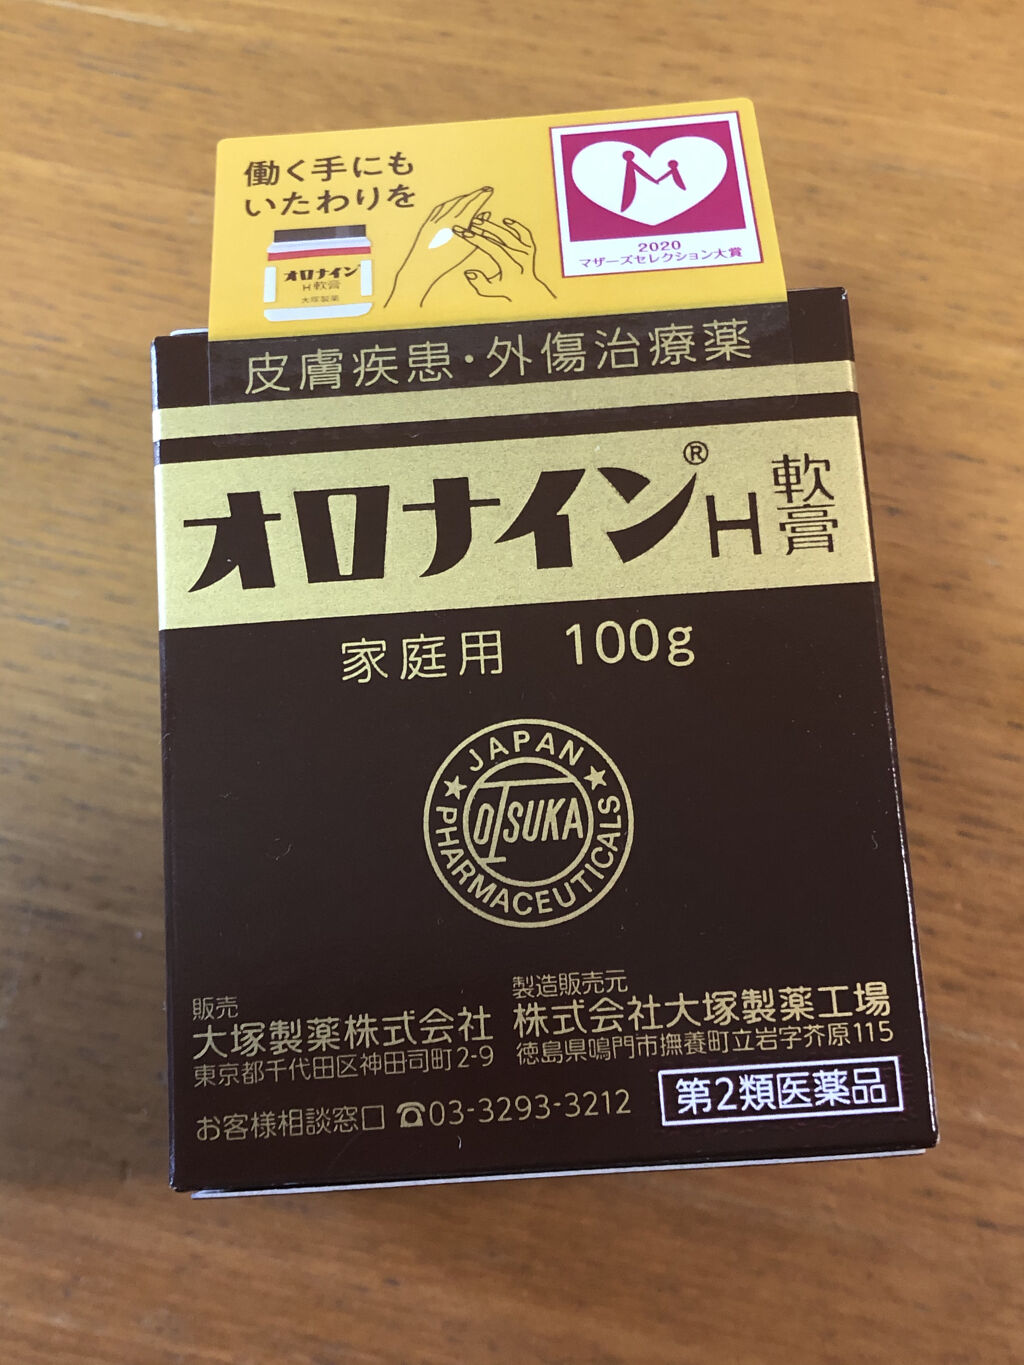 働く手にも
いたわりを
オロナイン
H軟膏
大塚製薬
2020
マザーズセレクション大賞
皮膚疾患・外傷治療薬
オロナイン®H軟膏
家庭用 100g
JAPAN
OTSUKA
PHARMACEUTICALS
販売
大塚製薬株式会社
東京都千代田区神田司町2-9
製造販売元
株式会社大塚製薬工場
徳島県鳴門市撫養町立岩字芥原115
お客様相談窓口 ☎03-3293-3212
第2類医薬品